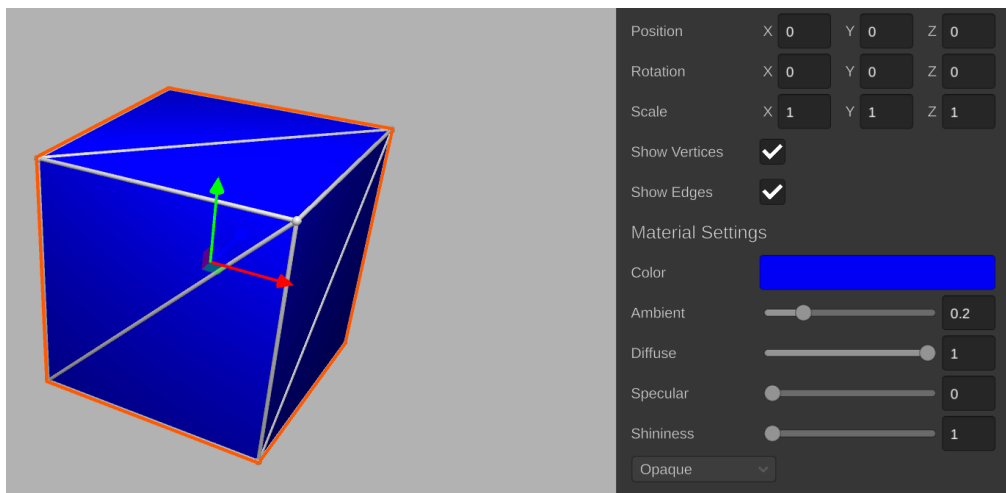 Position X 0 Y 0 Z 0
Rotation X 0 Y 0 Z 0
Scale X 1 Y 1 Z 1
Show Vertices
Show Edges
Material Settings
Color
Ambient 0.2
Diffuse 1
Specular 0
Shininess 1
Opaque